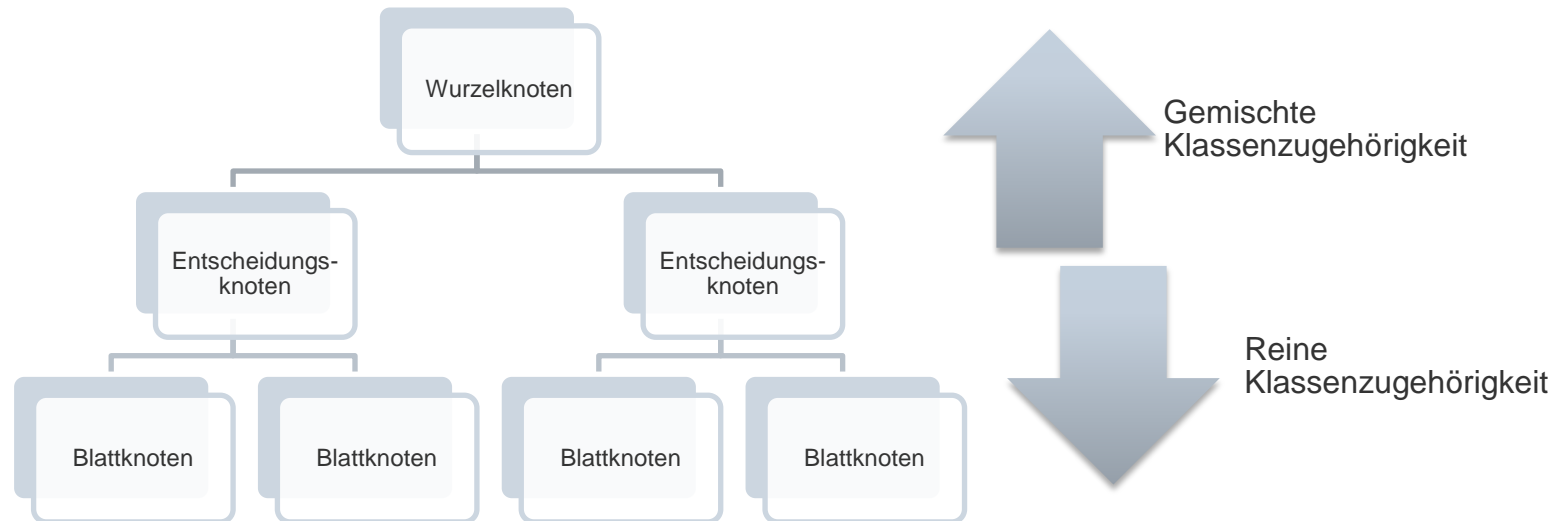 Wurzelknoten
Gemischte
Klassenzugehörigkeit
Entscheidungs-
knoten
Entscheidungs-
knoten
Reine
Klassenzugehörigkeit
Blattknoten
Blattknoten
Blattknoten
Blattknoten